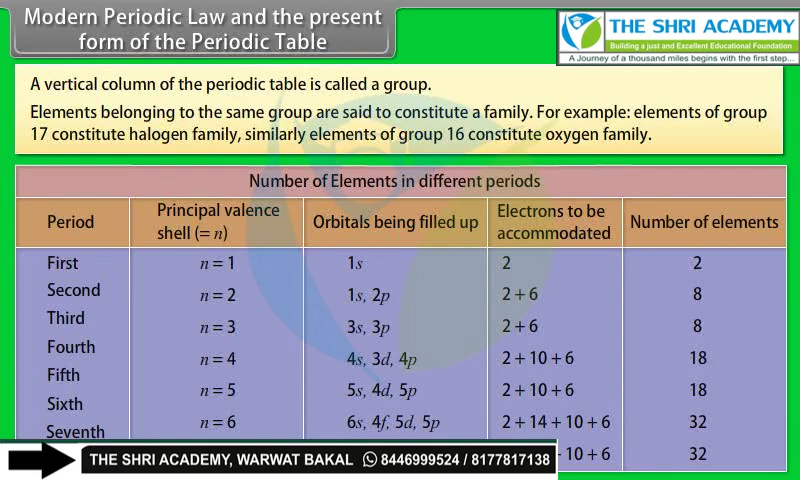 Modern Periodic Law and the present
form of the Periodic Table
THE SHRI ACADEMY
Building a just and Excellent Educational Foundation
A Journey of a thousand miles begins with the first step...
A vertical column of the periodic table is called a group.
Elements belonging to the same group are said to constitute a family. For example: elements of group
17 constitute halogen family, similarly elements of group 16 constitute oxygen family.
Number of Elements in different periods
Period Principal valence shell (= n) Orbitals being filled up Electrons to be accommodated Number of elements
First n = 1 1s 2 2
Second n = 2 1s, 2p 2 + 6 8
Third n = 3 3s, 3p 2 + 6 8
Fourth n = 4 4s, 3d, 4p 2 + 10 + 6 18
Fifth n = 5 5s, 4d, 5p 2 + 10 + 6 18
Sixth n = 6 6s, 4f, 5d, 5p 2 + 14 + 10 + 6 32
Seventh + 10 + 6 32
THE SHRI ACADEMY, WARWAT BAKAL 8446999524 / 8177817138